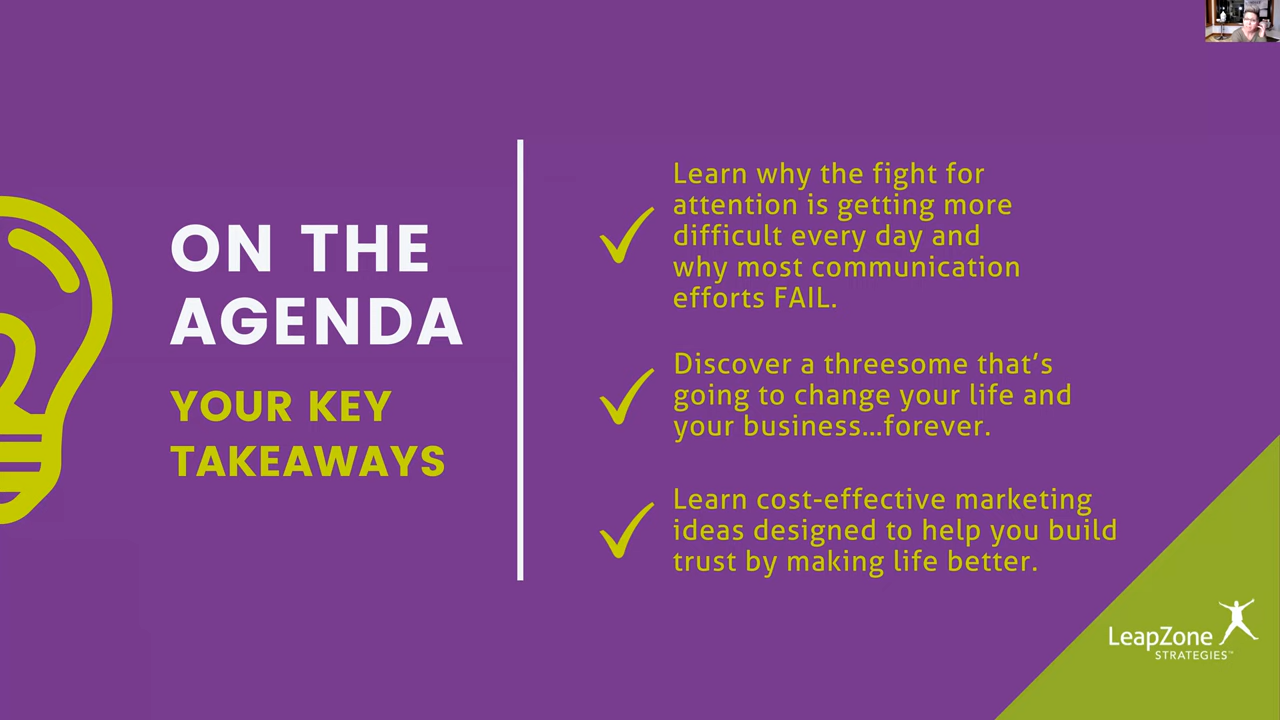 ON THE
AGENDA
YOUR KEY
TAKEAWAYS
Learn why the fight for
attention is getting more
difficult every day and
why most communication
efforts FAIL.
Discover a threesome that's
going to change your life and
your business...forever.
Learn cost-effective marketing
ideas designed to help you build
trust by making life better.
LeapZone
STRATEGIES™